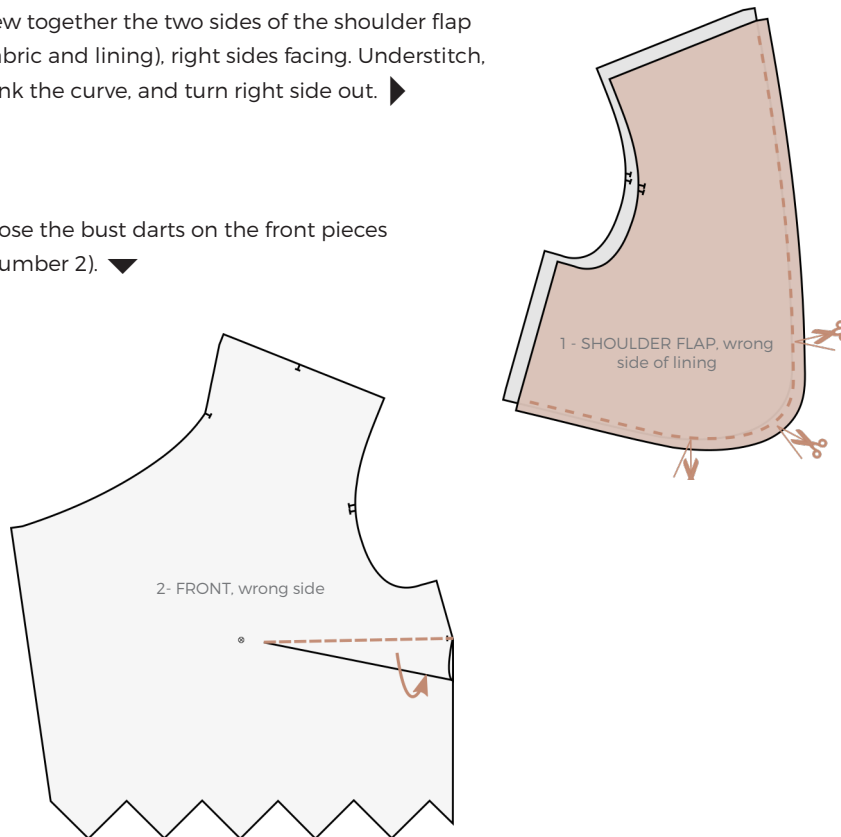 ew together the two sides of the shoulder flap
abric and lining), right sides facing. Understitch,
nk the curve, and turn right side out.
ose the bust darts on the front pieces
umber 2).
1 - SHOULDER FLAP, wrong
side of lining
2- FRONT, wrong side